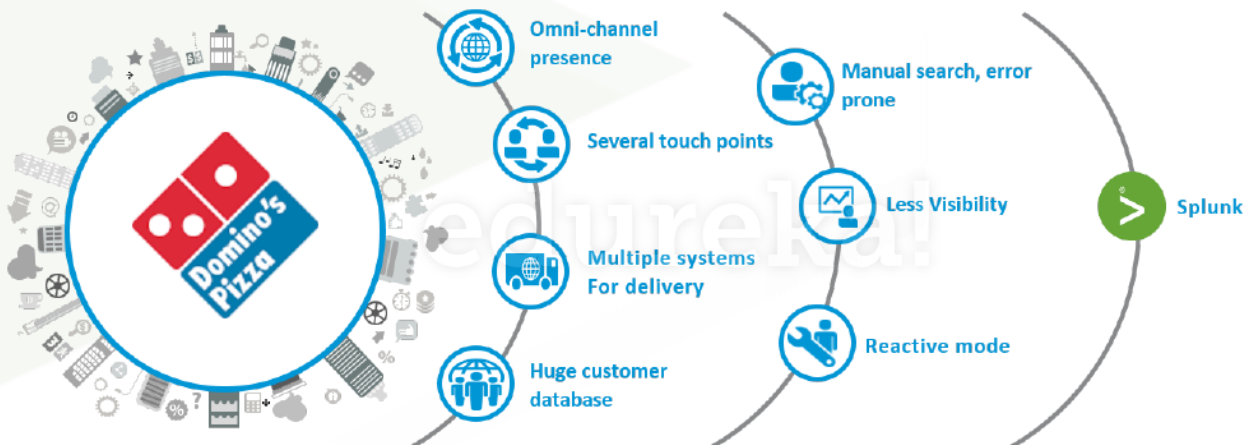 Domino's
Pizza
Omni-channel
presence
Several touch points
Multiple systems
For delivery
Huge customer
database
Manual search, error
prone
Less Visibility
Reactive mode
Splunk
edureka!